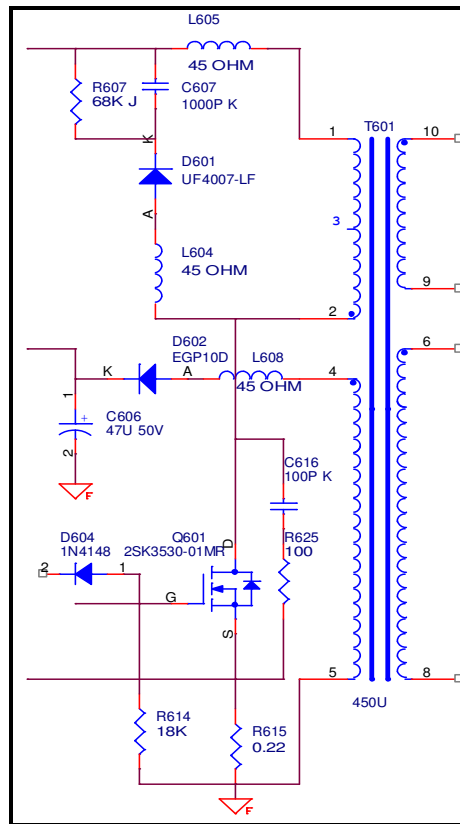 L605
45 OHM
R607
68K J
C607
1000P K
T601
1
10
K
D601
UF4007-LF
3
A
L604
45 OHM
9
2
D602
EGP10D
L608
6
K
A
4
45 OHM
1
+
C606
47U 50V
2
C616
100P K
F
D604
1N4148
Q601
2SK3530-01MR
D
R625
100
2
1
G
S
5
8
450U
R614
18K
R615
0.22
F